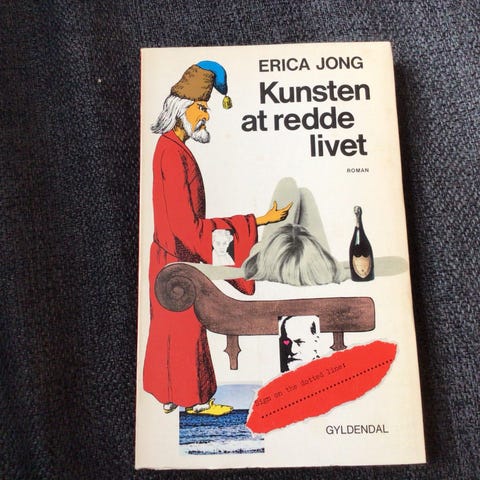 ERICA JONG
Kunsten
at redde
livet
ROMAN
Sign on the dotted line:
GYLDENDAL